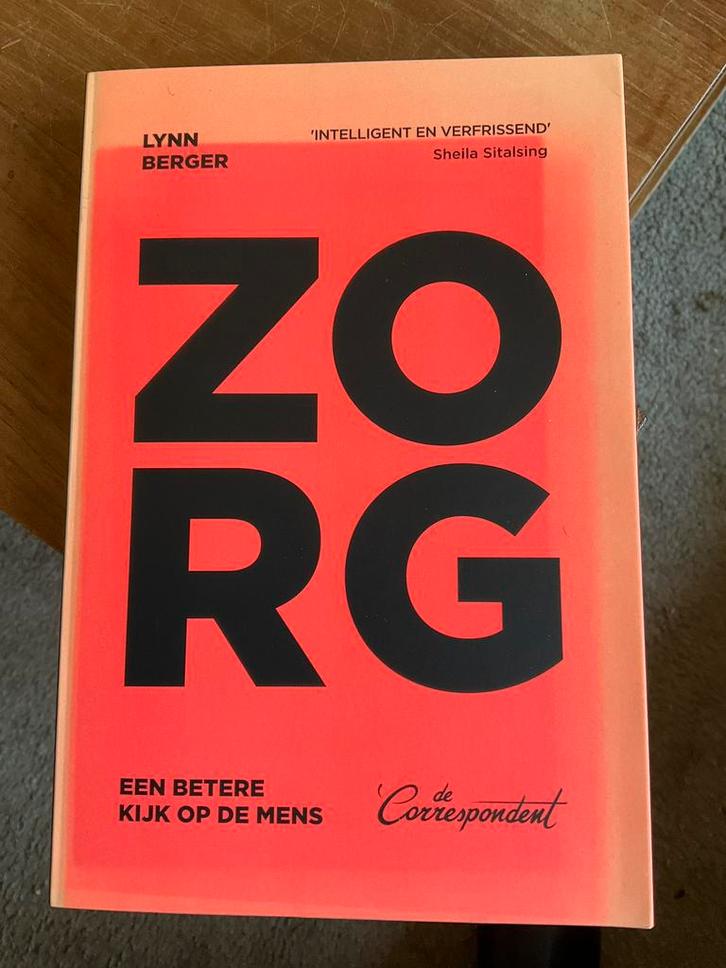 LYNN
BERGER
'INTELLIGENT EN VERFRISSEND'
Sheila Sitalsing
ZO
RG
EEN BETERE
KIJK OP DE MENS
de
Correspondent